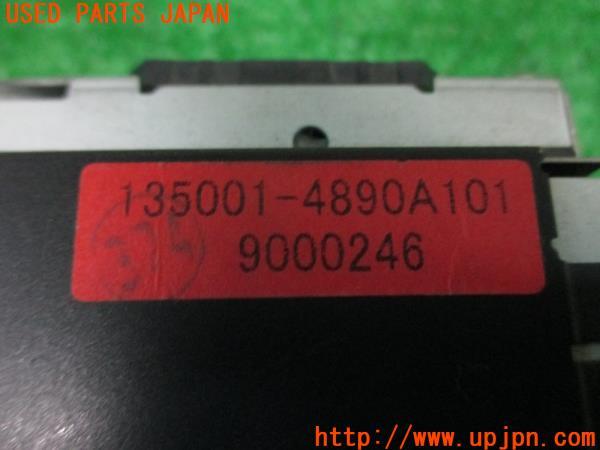 USED PARTS JAPAN
135001-4890A101
9000246
http://www.upjpn.com/